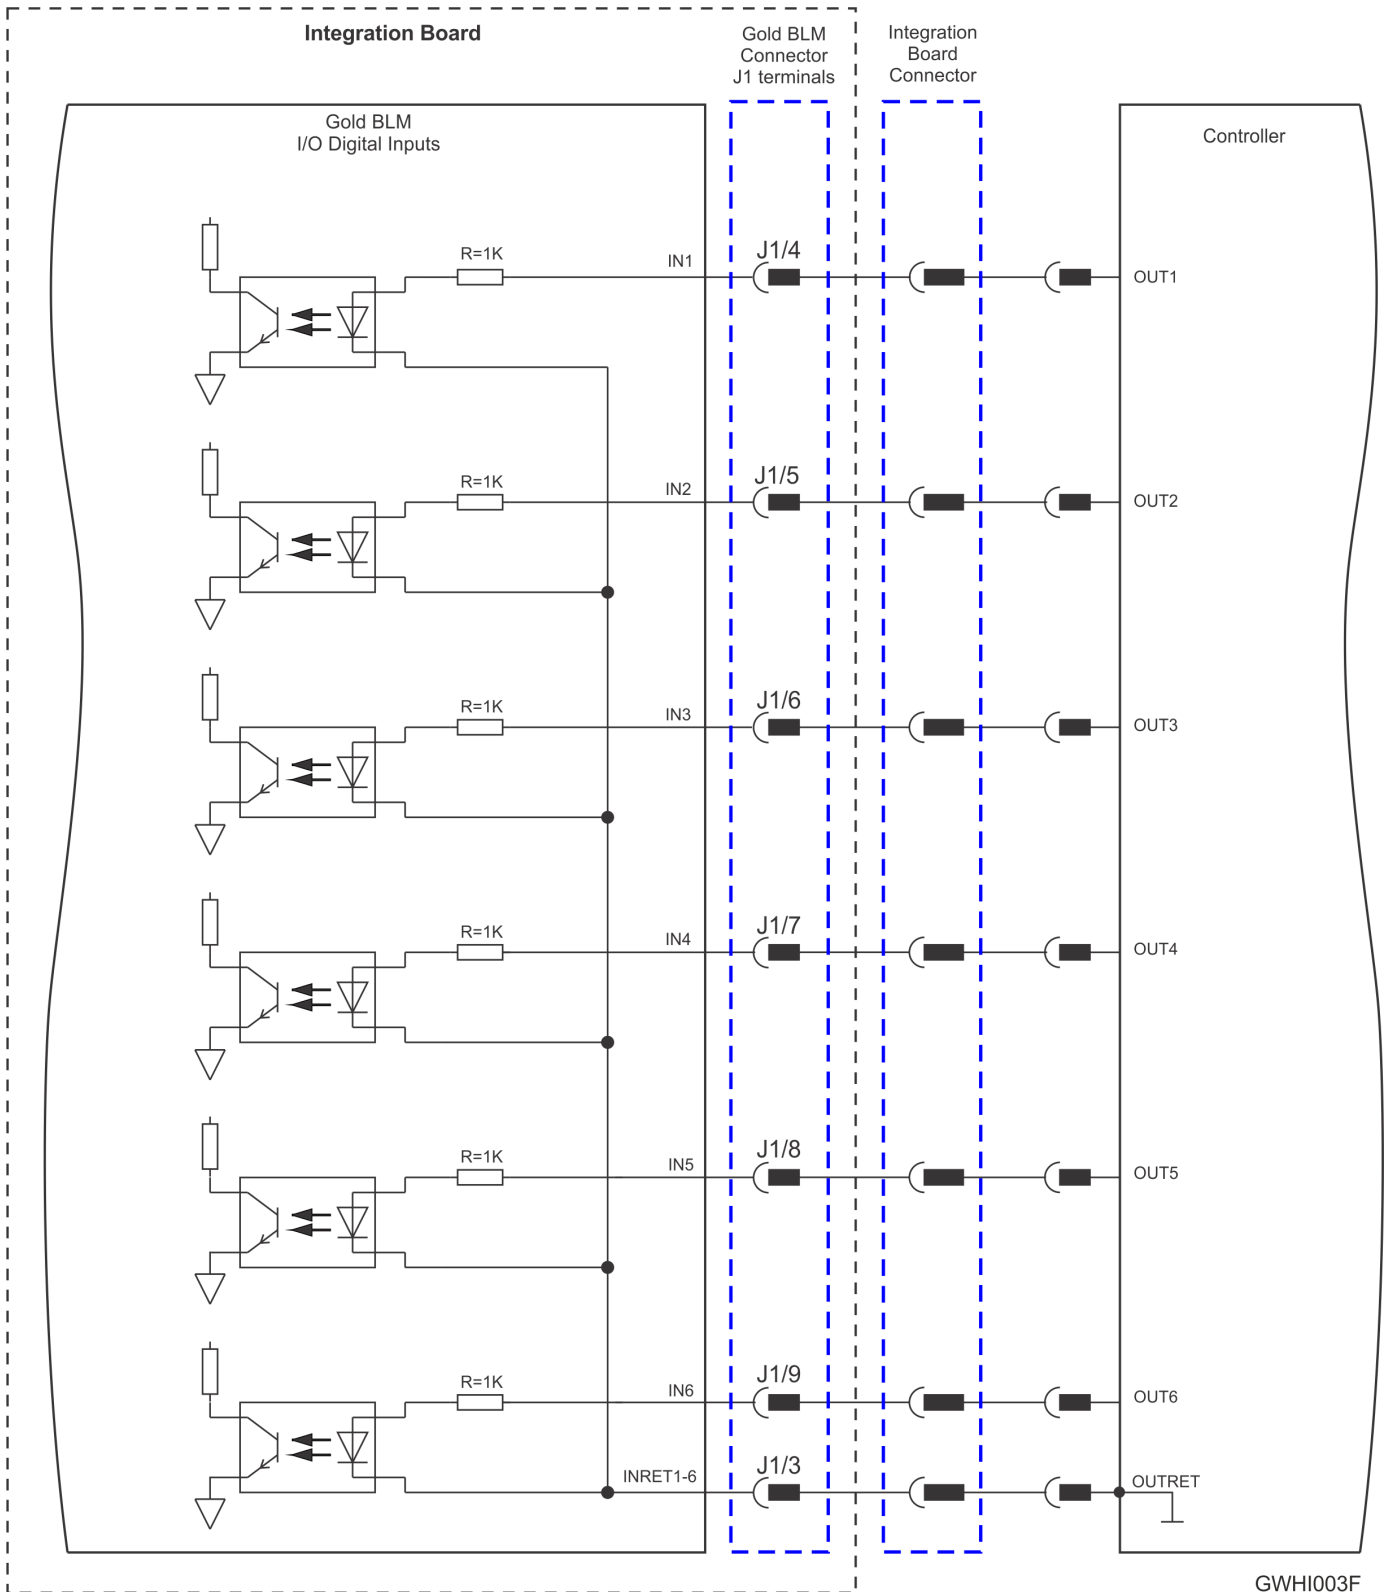 Integration Board
Gold BLM
Connector
J1 terminals
Integration
Board
Connector
Gold BLM
I/O Digital Inputs
Controller
R=1K
IN1
J1/4
OUT1
R=1K
IN2
J1/5
OUT2
R=1K
IN3
J1/6
OUT3
R=1K
IN4
J1/7
OUT4
R=1K
IN5
J1/8
OUT5
R=1K
IN6
J1/9
OUT6
INRET1-6
J1/3
OUTRET
GWHI003F